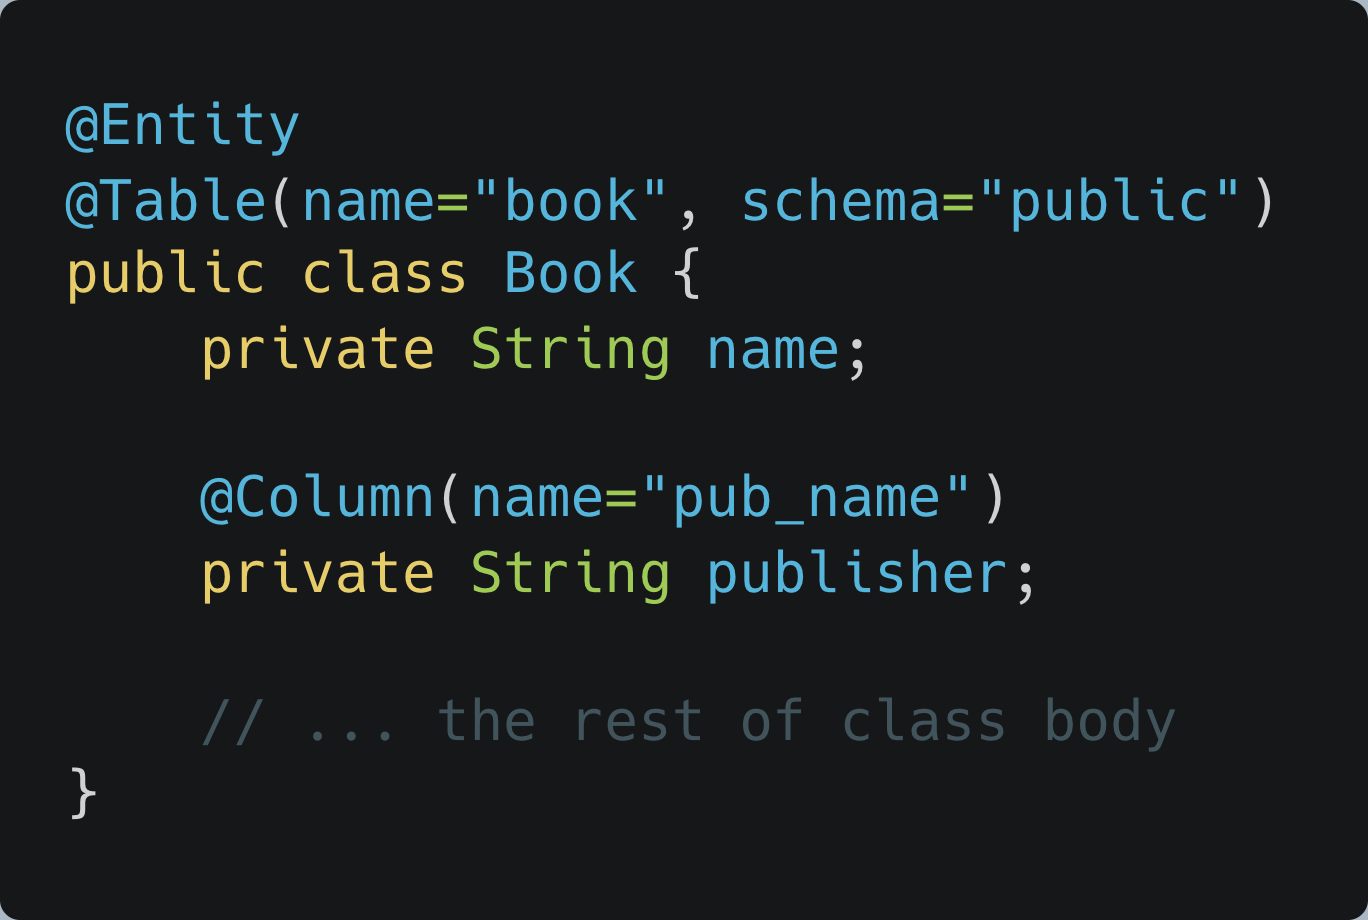 @Entity
@Table(name="book", schema="public")
public class Book {
    private String name;

    @Column(name="pub_name")
    private String publisher;

    // ... the rest of class body
}